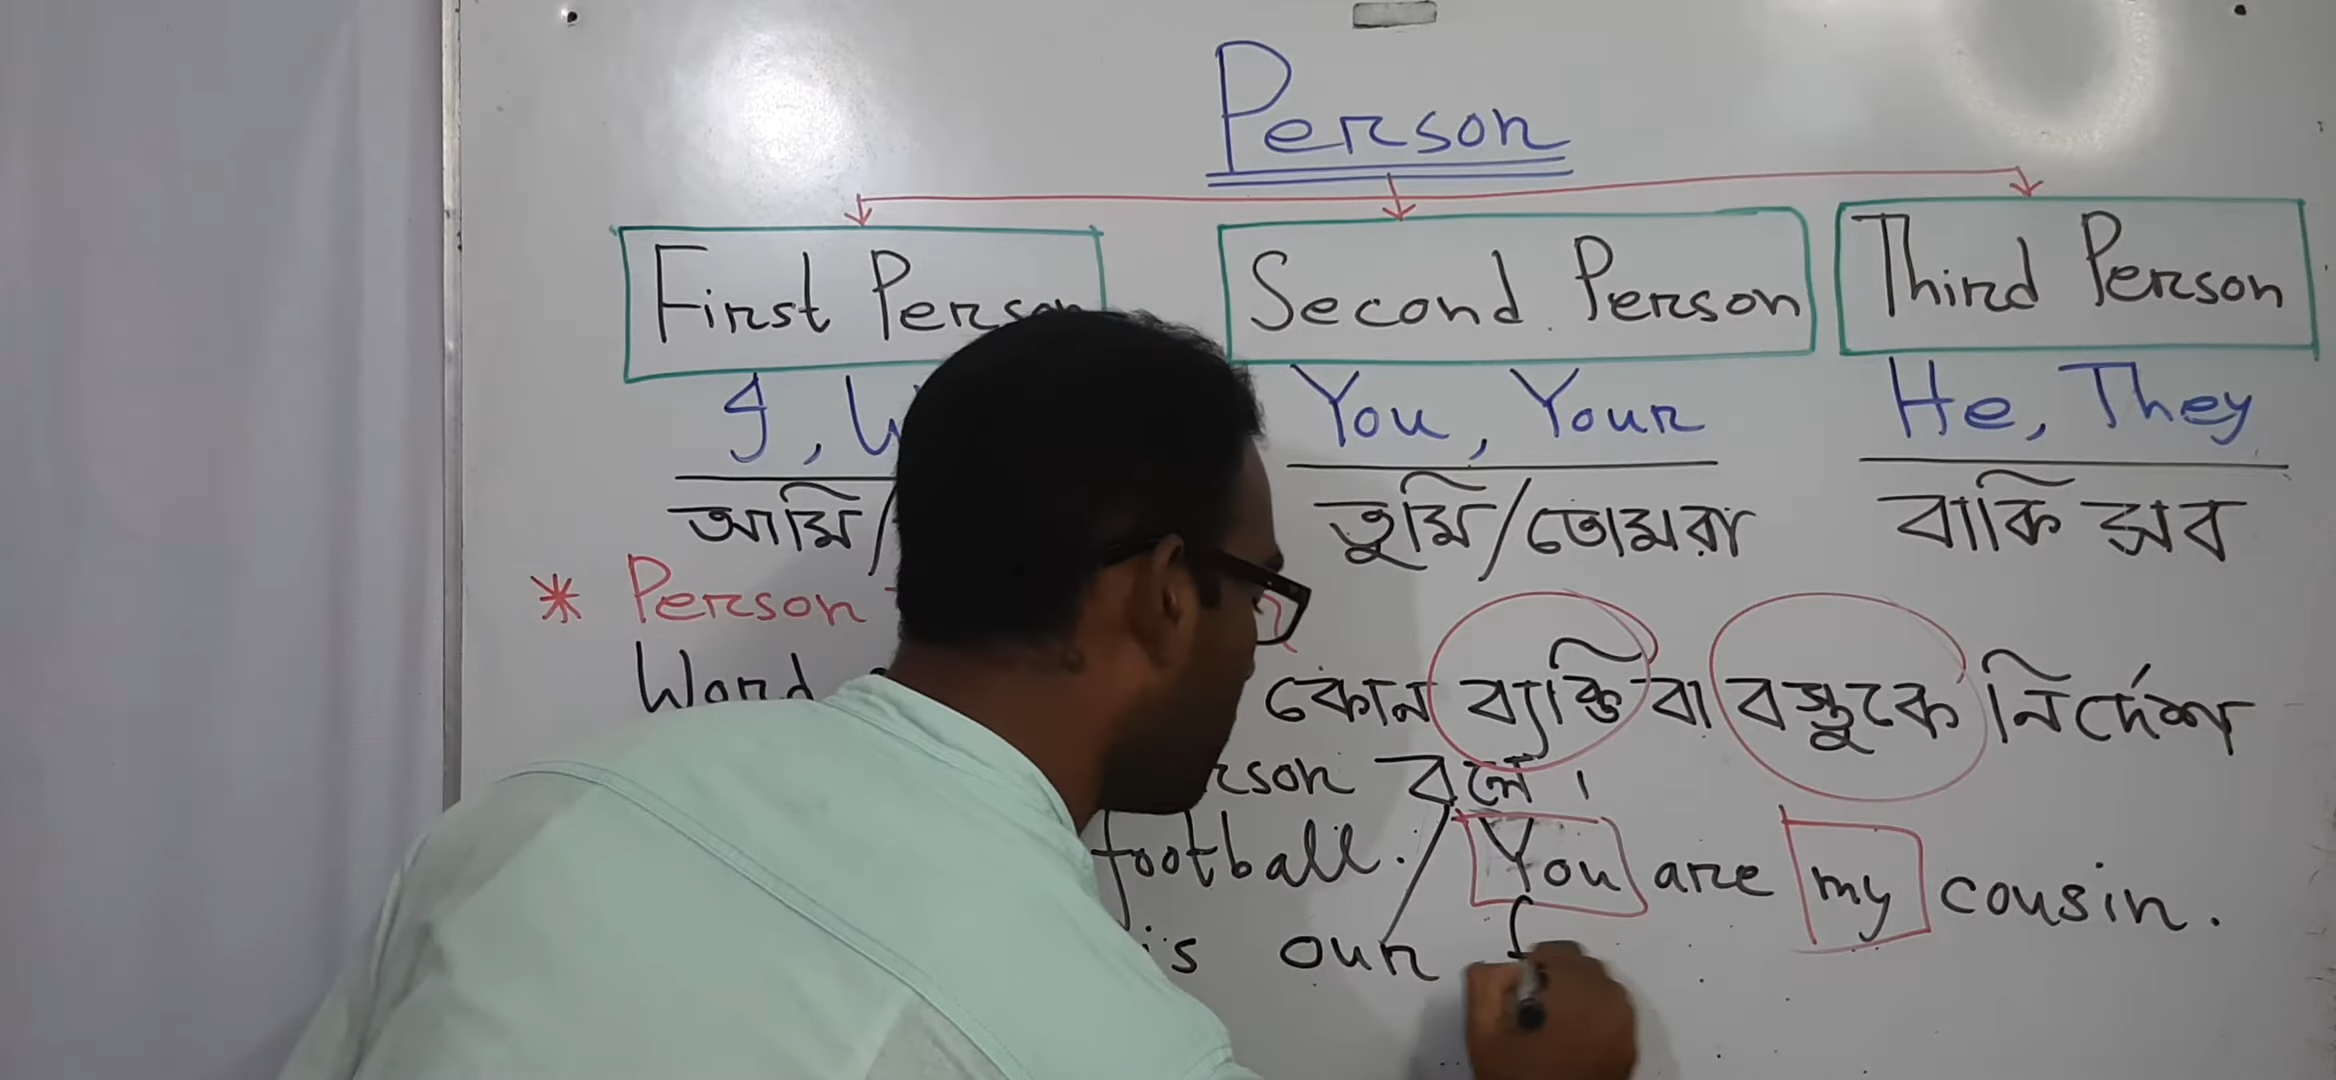 Person
First Person Second Person Third Person
I, You, Your He, They
আমি/ তুমি/তোমরা বাকি সব
* Person
Word কোন ব্যক্তি বা বস্তুকে নির্দেশ
বলে।
football. / You are my cousin.
is our